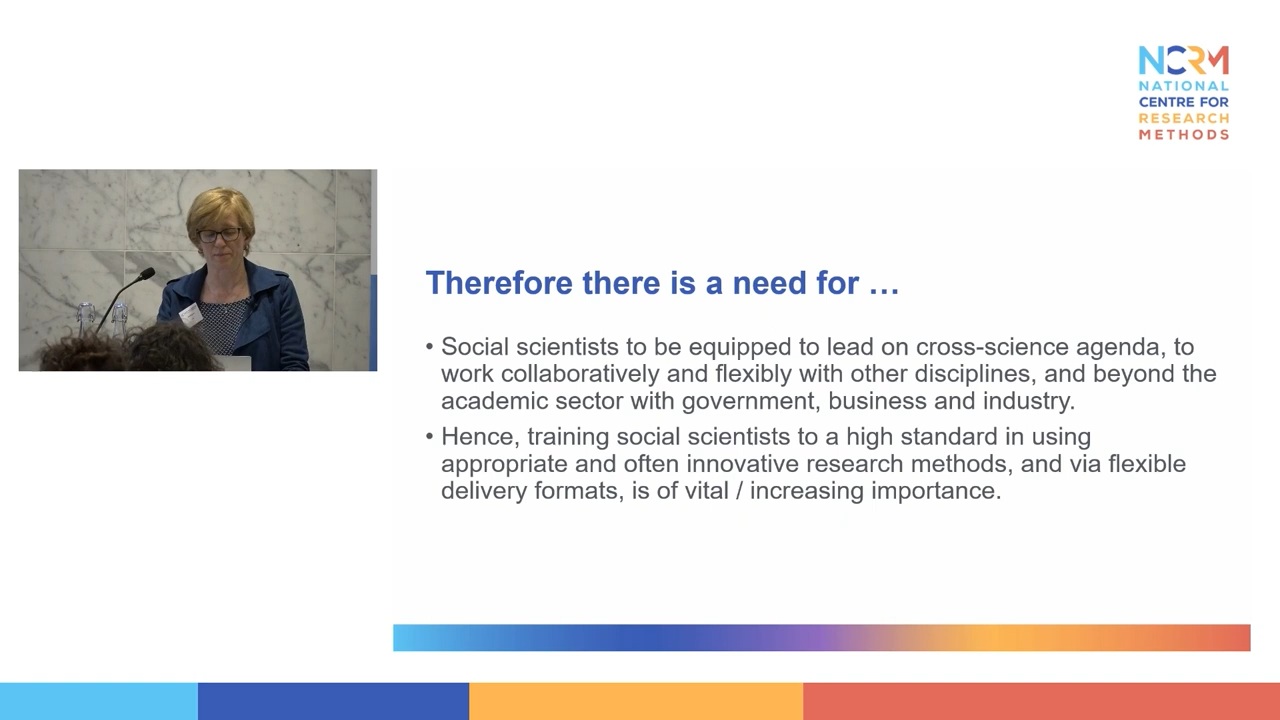 NCRM
NATIONAL
CENTRE FOR
RESEARCH
METHODS
Therefore there is a need for …
• Social scientists to be equipped to lead on cross-science agenda, to
work collaboratively and flexibly with other disciplines, and beyond the
academic sector with government, business and industry.
• Hence, training social scientists to a high standard in using
appropriate and often innovative research methods, and via flexible
delivery formats, is of vital / increasing importance.